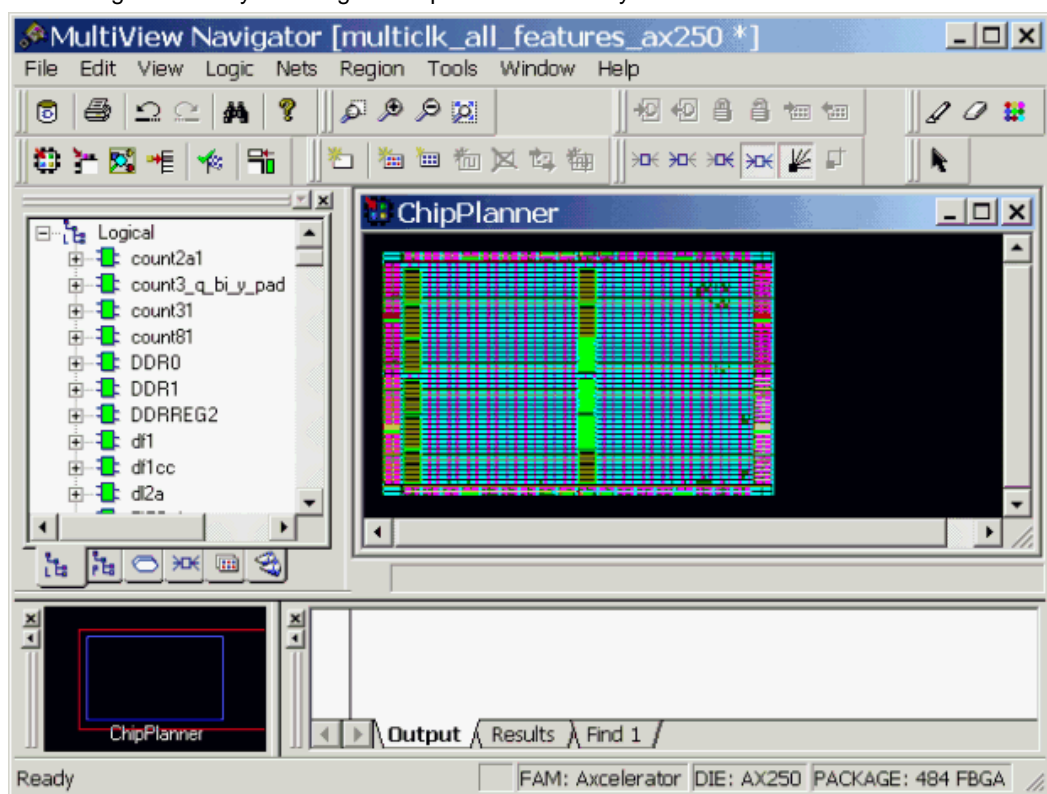 MultiView Navigator [multiclk_all_features_ax250 *]
File Edit View Logic Nets Region Tools Window Help
Logical
count2a1
count3_q_bi_y_pad
count31
count81
DDR0
DDR1
DDRREG2
df1
df1cc
dl2a
ChipPlanner
ChipPlanner
Output Results Find 1
Ready FAM: Axcelerator DIE: AX250 PACKAGE: 484 FBGA